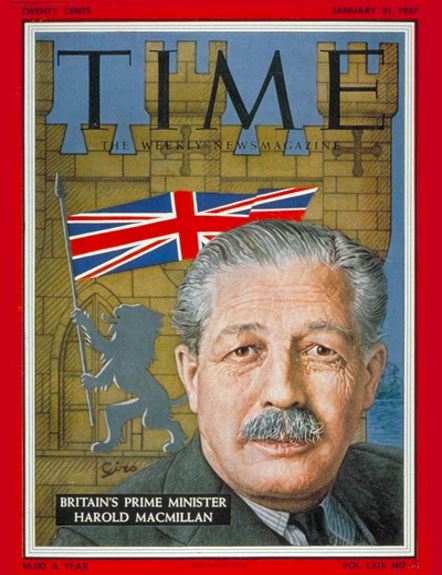 TWENTY CENTS
JANUARY 21, 1957
TIME
THE WEEKLY NEWSMAGAZINE
Giro
BRITAIN'S PRIME MINISTER
HAROLD MACMILLAN
$6.00 A YEAR
VOL. LXIX NO.